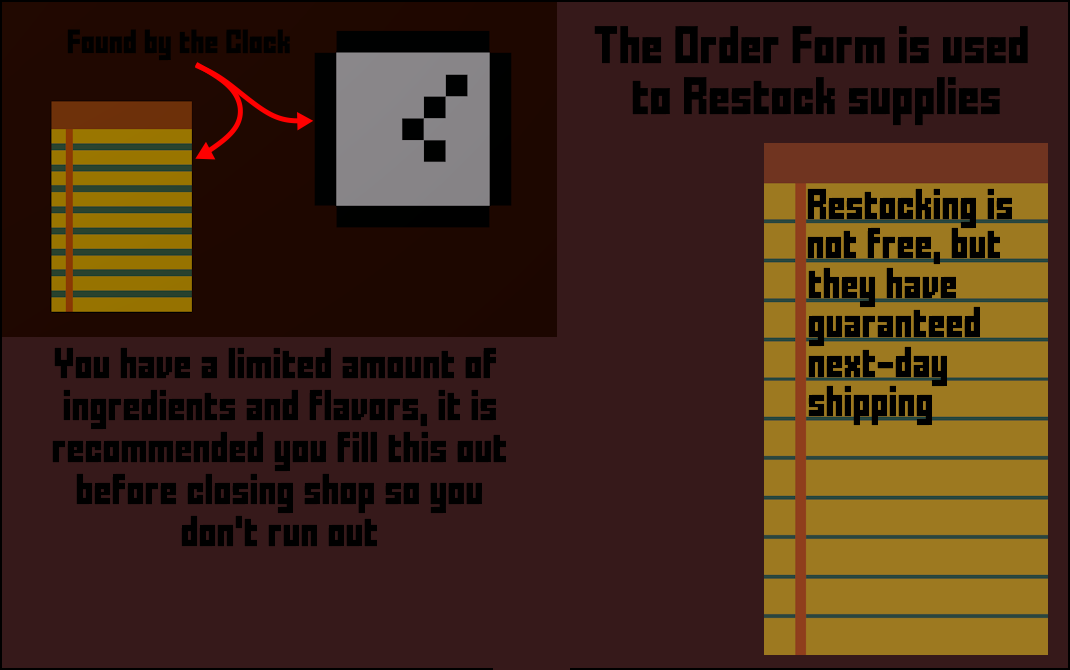 Found by the Clock
You have a limited amount of
ingredients and flavors, it is
recommended you fill this out
before closing shop so you
don't run out
The Order Form is used
to Restock supplies
Restocking is
not free, but
they have
guaranteed
next-day
shipping